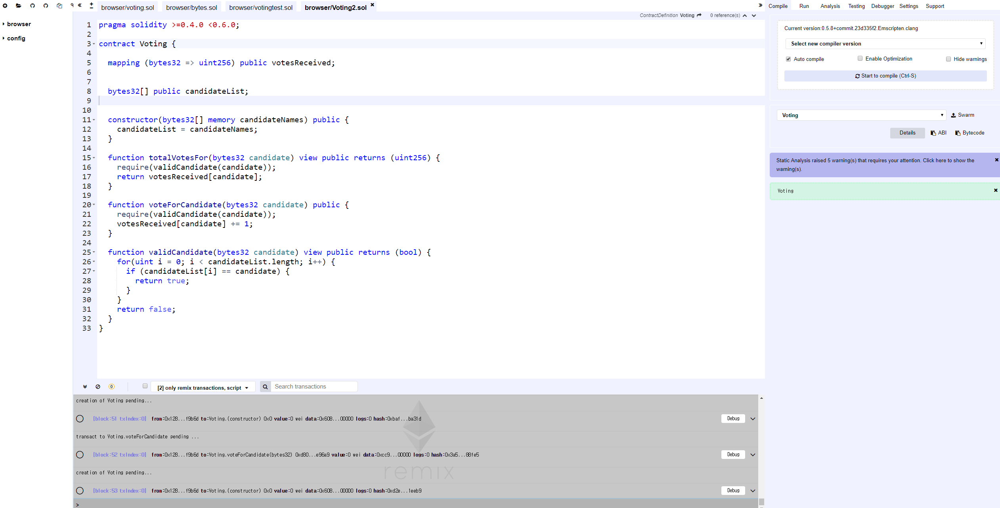 browser/voting.sol browser/bytes.sol browser/votingtest.sol browser/Voting2.sol
Compile Run Analysis Testing Debugger Settings Support
browser
config
ContractDefinition Voting 0 reference(s)
1 pragma solidity >=0.4.0 <0.6.0;
2
3 contract Voting {
4
5 mapping (bytes32 => uint256) public votesReceived;
6
7
8 bytes32[] public candidateList;
9
10
11 constructor(bytes32[] memory candidateNames) public {
12 candidateList = candidateNames;
13 }
14
15 function totalVotesFor(bytes32 candidate) view public returns (uint256) {
16 require(validCandidate(candidate));
17 return votesReceived[candidate];
18 }
19
20 function voteForCandidate(bytes32 candidate) public {
21 require(validCandidate(candidate));
22 votesReceived[candidate] += 1;
23 }
24
25 function validCandidate(bytes32 candidate) view public returns (bool) {
26 for(uint i = 0; i < candidateList.length; i++) {
27 if (candidateList[i] == candidate) {
28 return true;
29 }
30 }
31 return false;
32 }
33 }
Current version:0.5.8+commit.23d335f2.Emscripten.clang
Select new compiler version
Auto compile Enable Optimization Hide warnings
Start to compile (Ctrl-S)
Voting Swarm
Details ABI Bytecode
Static Analysis raised 5 warning(s) that requires your attention. Click here to show the
warning(s).
Voting
0 [2] only remix transactions, script Search transactions
creation of Voting pending...
[block:51 txIndex:0] from:0x128...f9b6d to:Voting.(constructor) 0x0 value:0 wei data:0x608...00000 logs:0 hash:0xbaf...ba31d Debug
transact to Voting.voteForCandidate pending ...
[block:52 txIndex:0] from:0x128...f9b6d to:Voting.voteForCandidate(bytes32) 0xd80...e96a9 value:0 wei data:0xcc9...00000 logs:0 hash:0x3a5...88fe5 Debug
creation of Voting pending...
remix
[block:53 txIndex:0] from:0x128...f9b6d to:Voting.(constructor) 0x0 value:0 wei data:0x608...00000 logs:0 hash:0xd2e...1eeb9 Debug
>